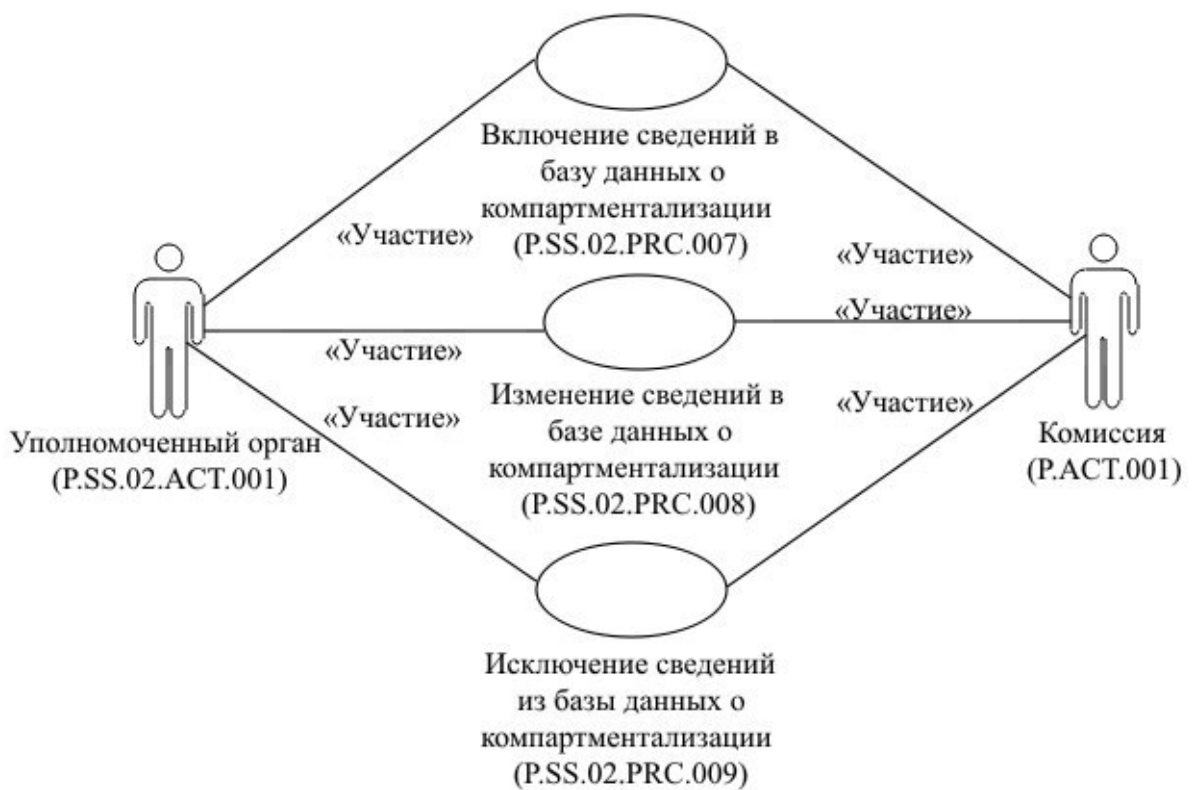 Включение сведений в
базу данных о
компартментализации
(P.SS.02.PRC.007)
«Участие»
«Участие»
«Участие»
«Участие»
«Участие»
«Участие»
Изменение сведений в
базе данных о
компартментализации
(P.SS.02.PRC.008)
Уполномоченный орган
(P.SS.02.ACT.001)
Комиссия
(P.ACT.001)
Исключение сведений
из базы данных о
компартментализации
(P.SS.02.PRC.009)